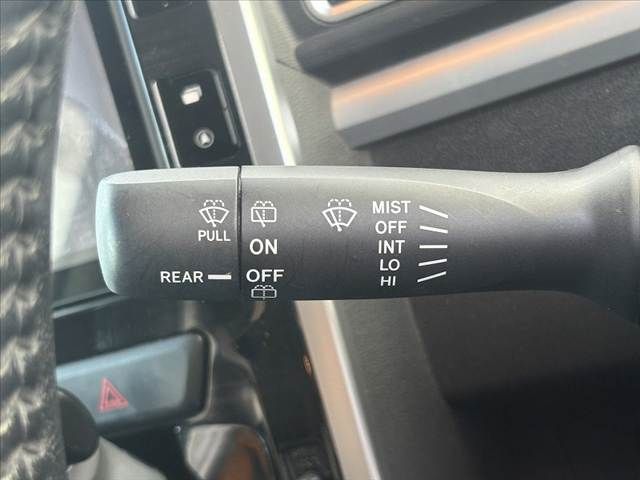 PULL
REAR
ON
OFF
MIST
OFF
INT
LO
HI